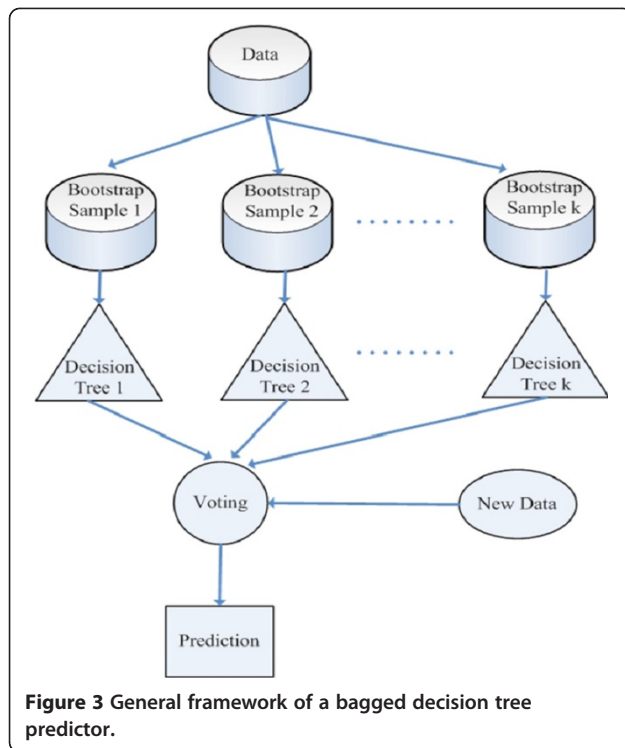 Data
Bootstrap
Sample 1
Bootstrap
Sample 2
Bootstrap
Sample k
Decision
Tree 1
Decision
Tree 2
Decision
Tree k
Voting
New Data
Prediction
Figure 3 General framework of a bagged decision tree
predictor.